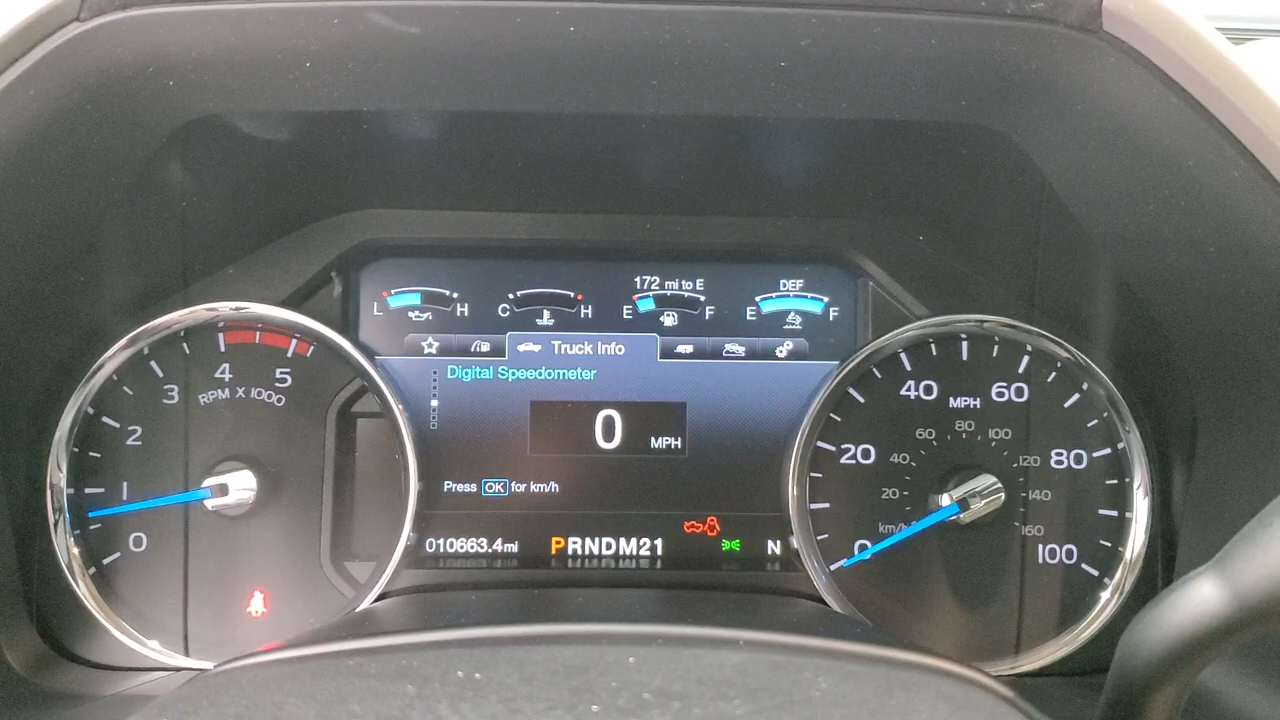 172 mi to E
DEF
L H C H E F E F
Truck Info
Digital Speedometer
0 MPH
Press OK for km/h
010663.4mi PRNDM21 N
0 1 2 3 4 5
RPM X 1000
0 20 40 60 80 100
MPH
20 40 60 80 100 120 140 160
km/h